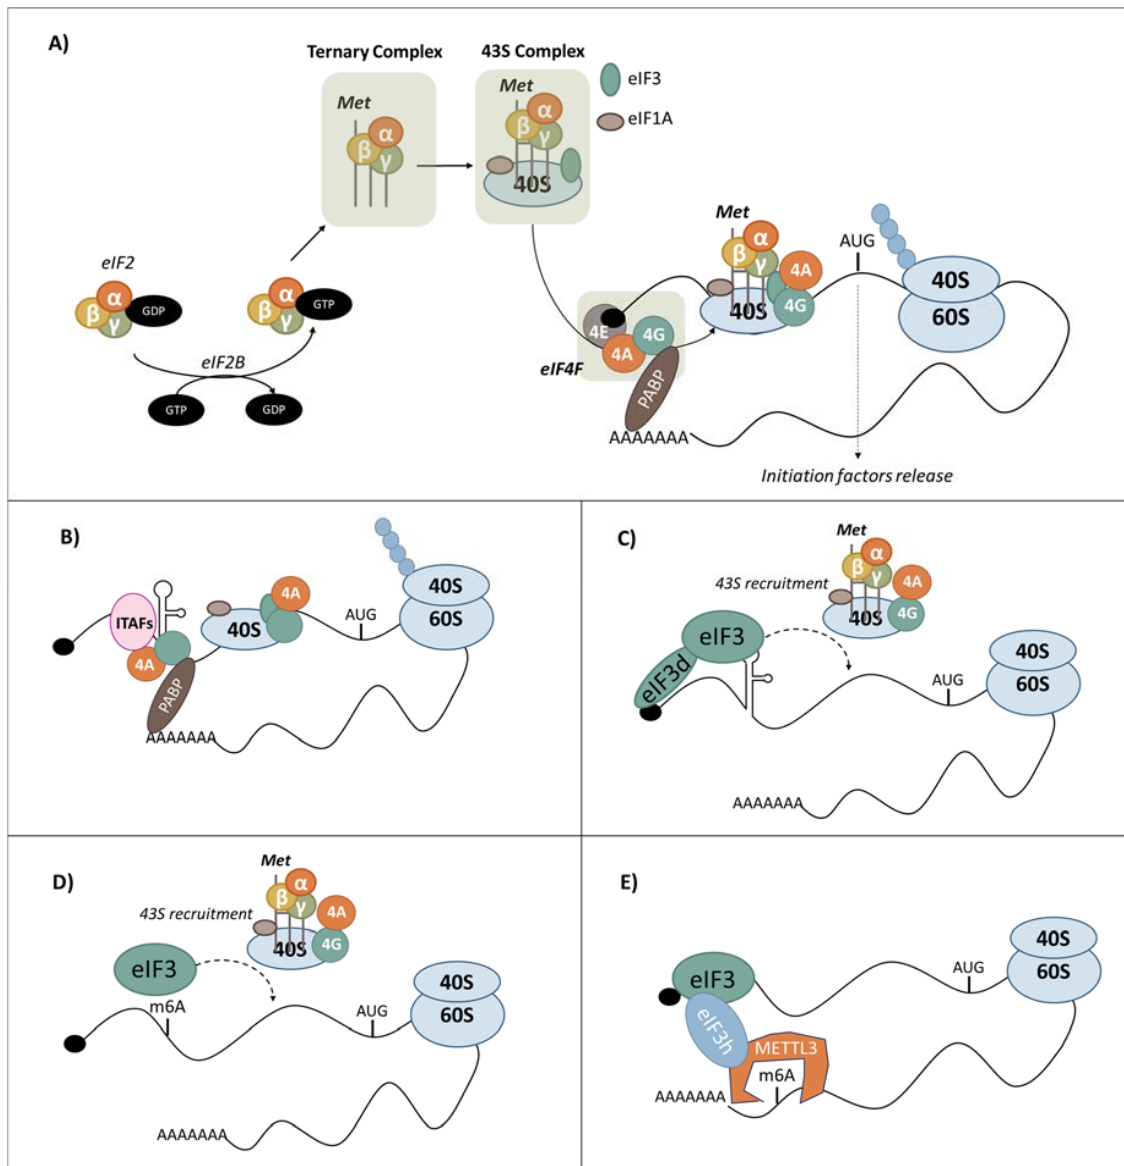 A)
Ternary Complex
43S Complex
Met
α
β
γ
Met
α
β
γ
40S
eIF3
eIF1A
eIF2
α
β
γ
GDP
α
β
γ
GTP
eIF2B
GTP
GDP
Met
α
β
γ
4A
40S
4G
AUG
40S
60S
4E
4G
4A
eIF4F
PABP
AAAAAAA
Initiation factors release
B)
ITAFs
4A
PABP
AAAAAAA
4A
40S
AUG
40S
60S
C)
Met
α
β
γ
4A
43S recruitment
40S
4G
eIF3
eIF3d
AUG
40S
60S
AAAAAAA
D)
Met
α
β
γ
4A
43S recruitment
40S
4G
eIF3
m6A
AUG
40S
60S
AAAAAAA
E)
eIF3
eIF3h
METTL3
m6A
AAAAAAA
AUG
40S
60S